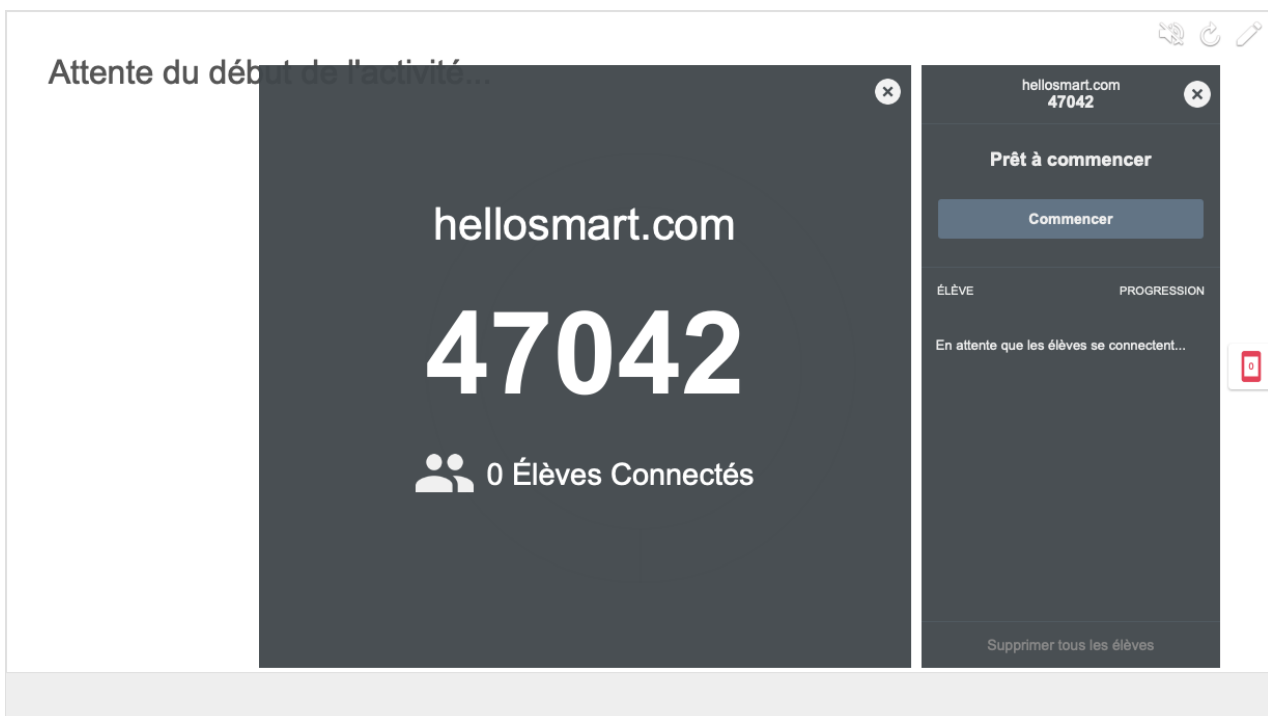 Attente du début de l'activité...
hellosmart.com
47042
0 Élèves Connectés
hellosmart.com
47042
Prêt à commencer
Commencer
ÉLÈVE PROGRESSION
En attente que les élèves se connectent...
Supprimer tous les élèves
0